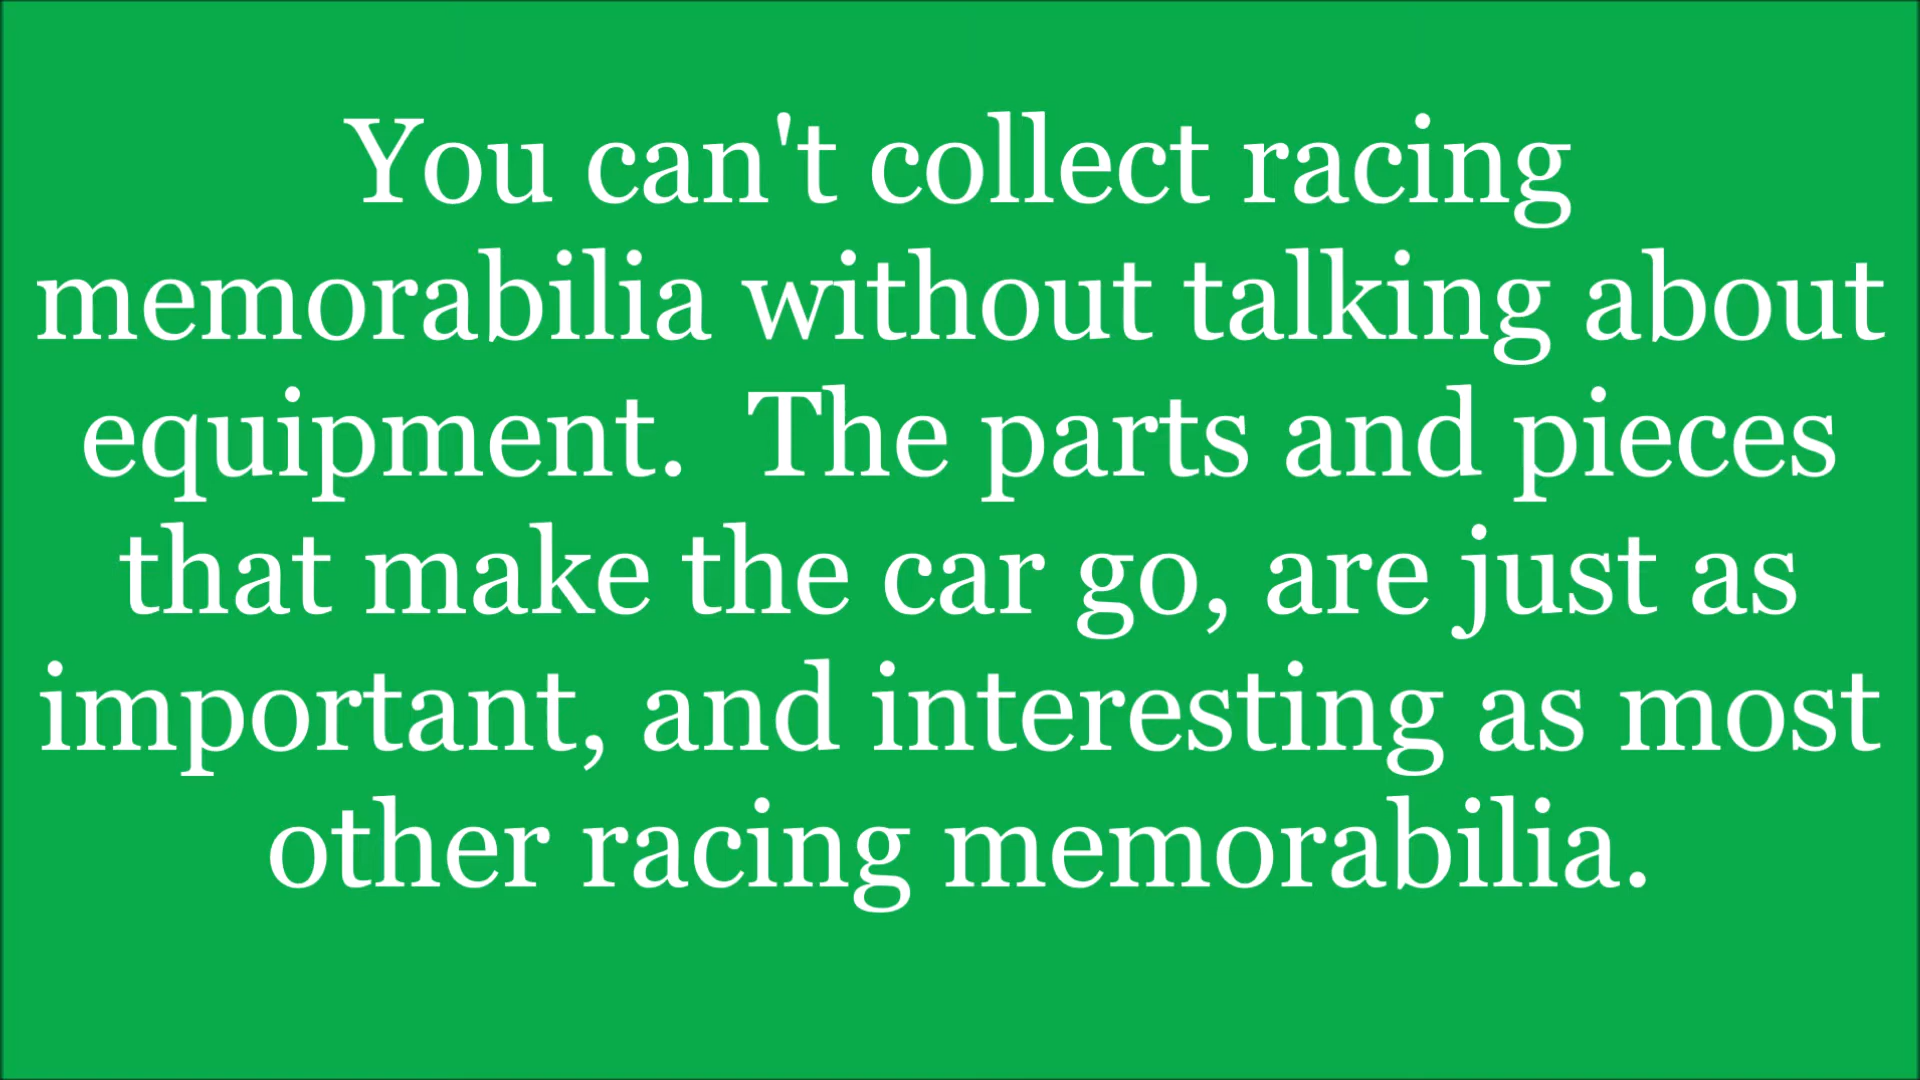 You can't collect racing
memorabilia without talking about
equipment.  The parts and pieces
that make the car go, are just as
important, and interesting as most
other racing memorabilia.